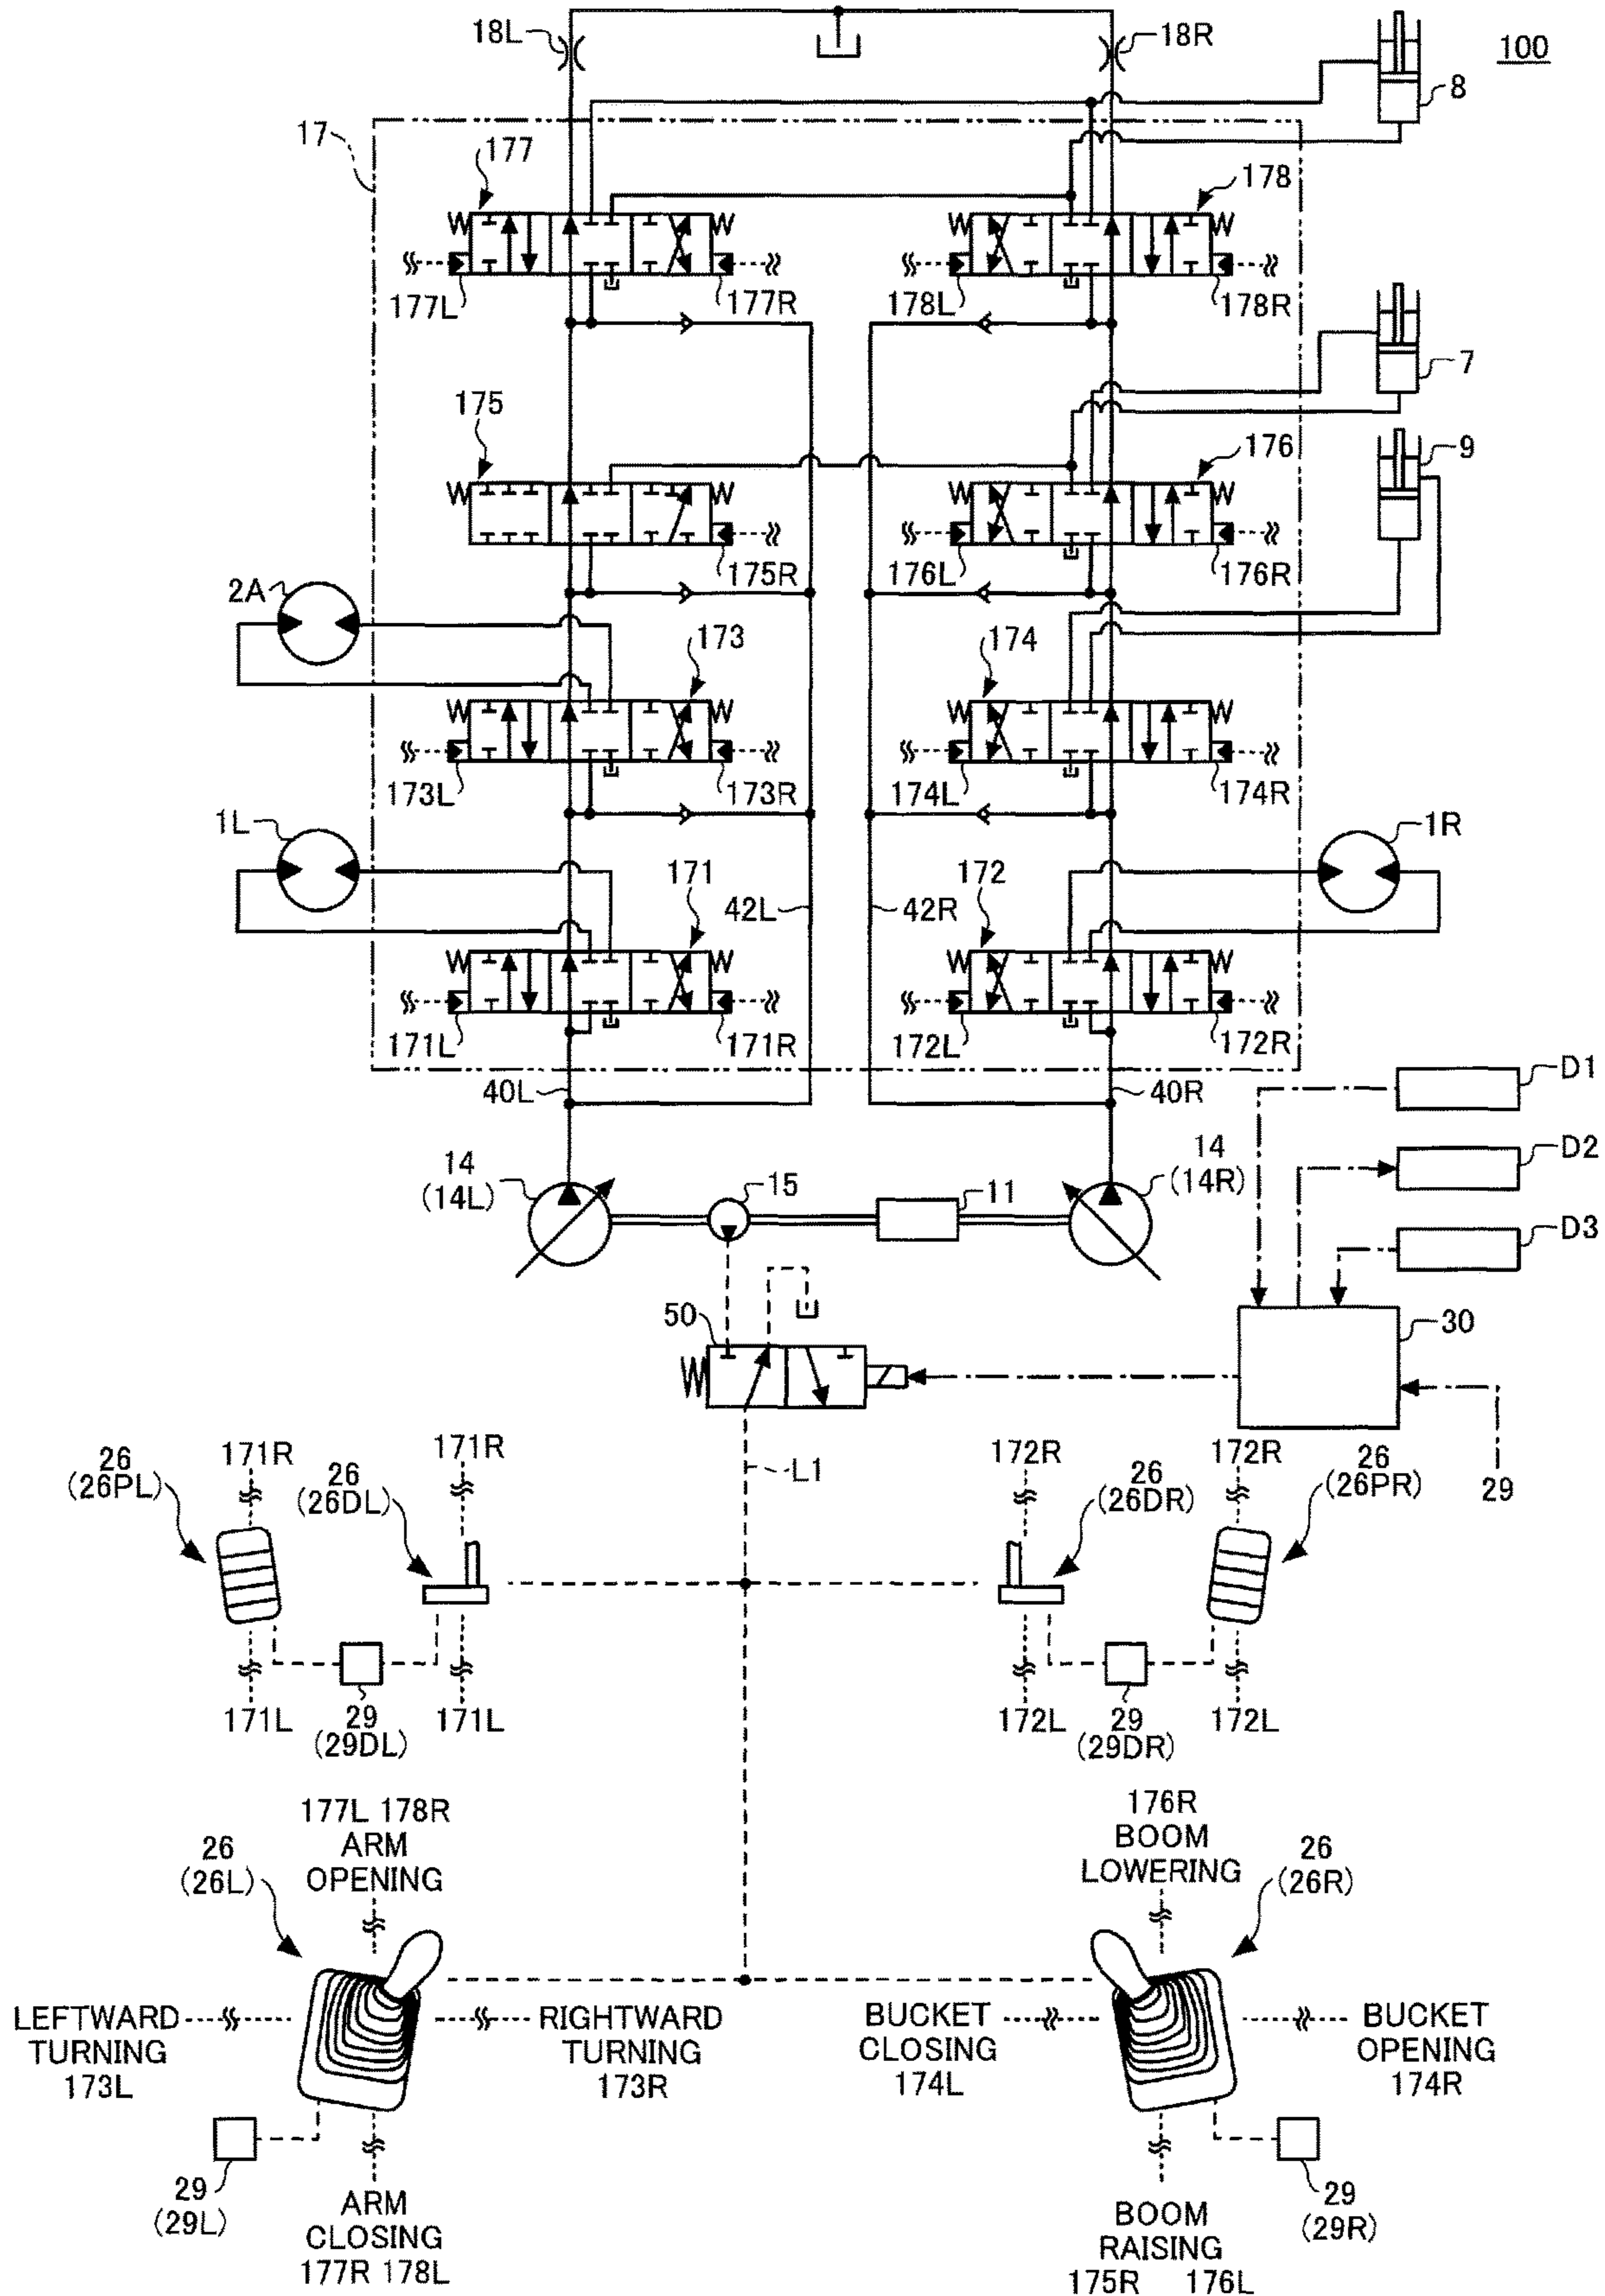 18L
18R
100
8
17
177
178
177L
177R
178L
178R
7
175
176
9
175R
176L
176R
2A
173
174
173L
173R
174L
174R
1L
1R
171
42L
42R
172
171L
171R
172L
172R
40L
40R
D1
14
(14L)
15
11
14
(14R)
D2
D3
50
30
26
(26PL)
171R
26
(26DL)
171R
L1
172R
26
(26DR)
172R
26
(26PR)
29
171L
29
(29DL)
171L
172L
29
(29DR)
172L
177L 178R
ARM
OPENING
26
(26L)
176R
BOOM
LOWERING
26
(26R)
LEFTWARD
TURNING
173L
RIGHTWARD
TURNING
173R
BUCKET
CLOSING
174L
BUCKET
OPENING
174R
29
(29L)
ARM
CLOSING
177R 178L
BOOM
RAISING
175R 176L
29
(29R)